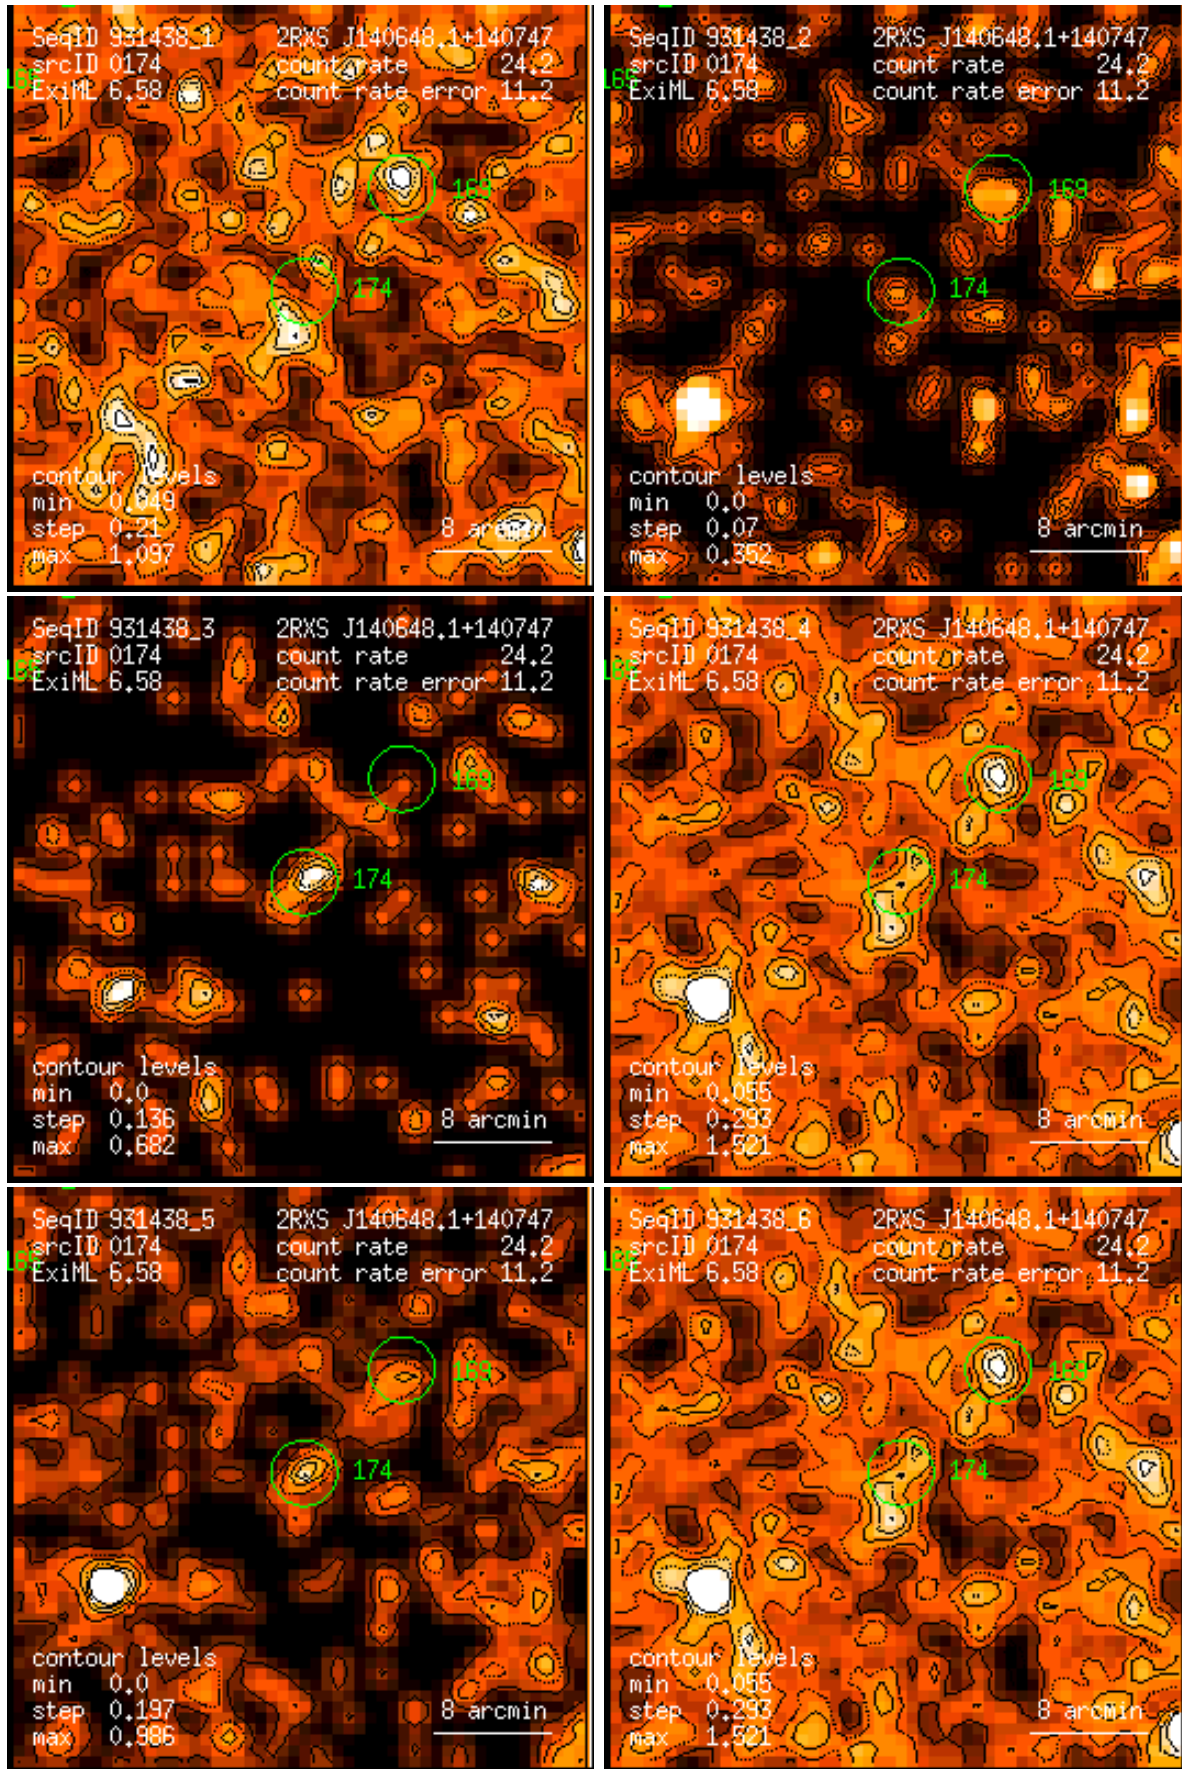 SeqID 931438_1 2RXS J140648.1+140747
srcID 0174 count rate 24.2
ExiML 6.58 count rate error 11.2
169
174
contour levels
min 0.049
step 0.21 8 arcmin
max 1.097
SeqID 931438_2 2RXS J140648.1+140747
srcID 0174 count rate 24.2
ExiML 6.58 count rate error 11.2
169
174
contour levels
min 0.0
step 0.07 8 arcmin
max 0.352
SeqID 931438_3 2RXS J140648.1+140747
srcID 0174 count rate 24.2
ExiML 6.58 count rate error 11.2
169
174
contour levels
min 0.0
step 0.136 8 arcmin
max 0.682
SeqID 931438_4 2RXS J140648.1+140747
srcID 0174 count rate 24.2
ExiML 6.58 count rate error 11.2
169
174
contour levels
min 0.055
step 0.293 8 arcmin
max 1.521
SeqID 931438_5 2RXS J140648.1+140747
srcID 0174 count rate 24.2
ExiML 6.58 count rate error 11.2
169
174
contour levels
min 0.0
step 0.197 8 arcmin
max 0.986
SeqID 931438_6 2RXS J140648.1+140747
srcID 0174 count rate 24.2
ExiML 6.58 count rate error 11.2
169
174
contour levels
min 0.055
step 0.293 8 arcmin
max 1.521